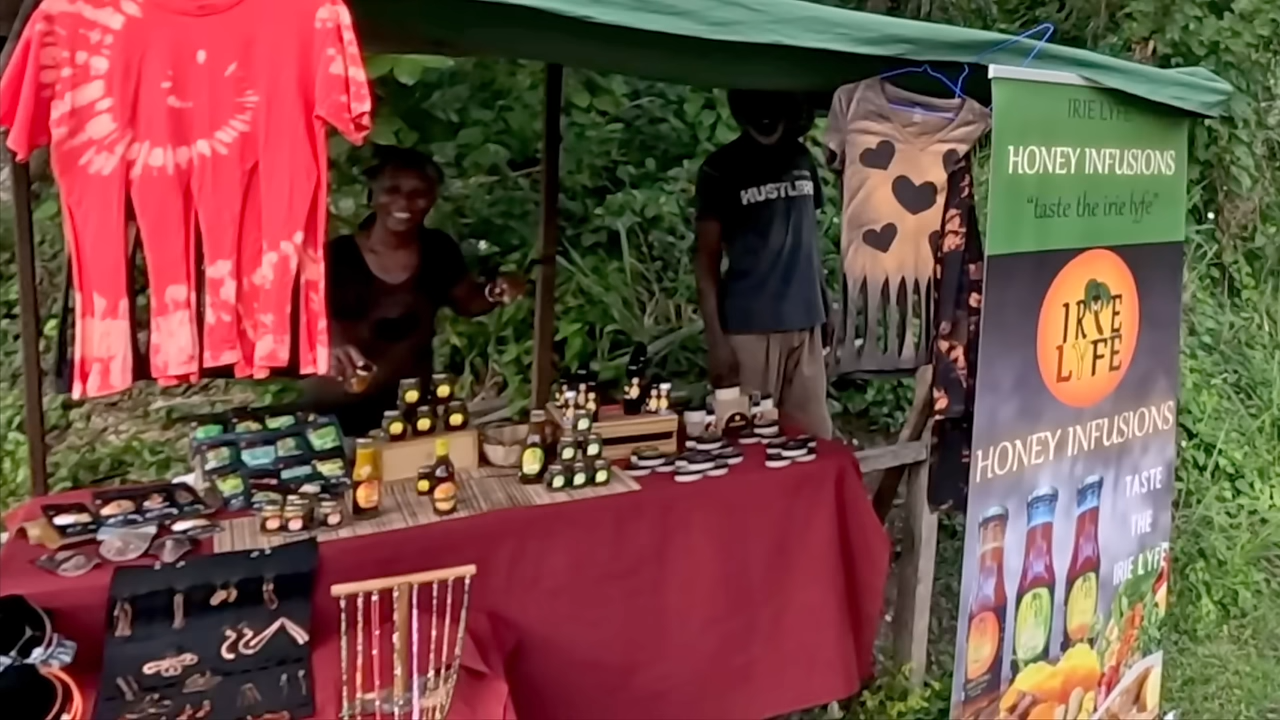 HUSTLER
IRIE LYFE
HONEY INFUSIONS
"taste the irie lyfe"
IRIE
LYFE
HONEY INFUSIONS
TASTE
THE
IRIE LYFE